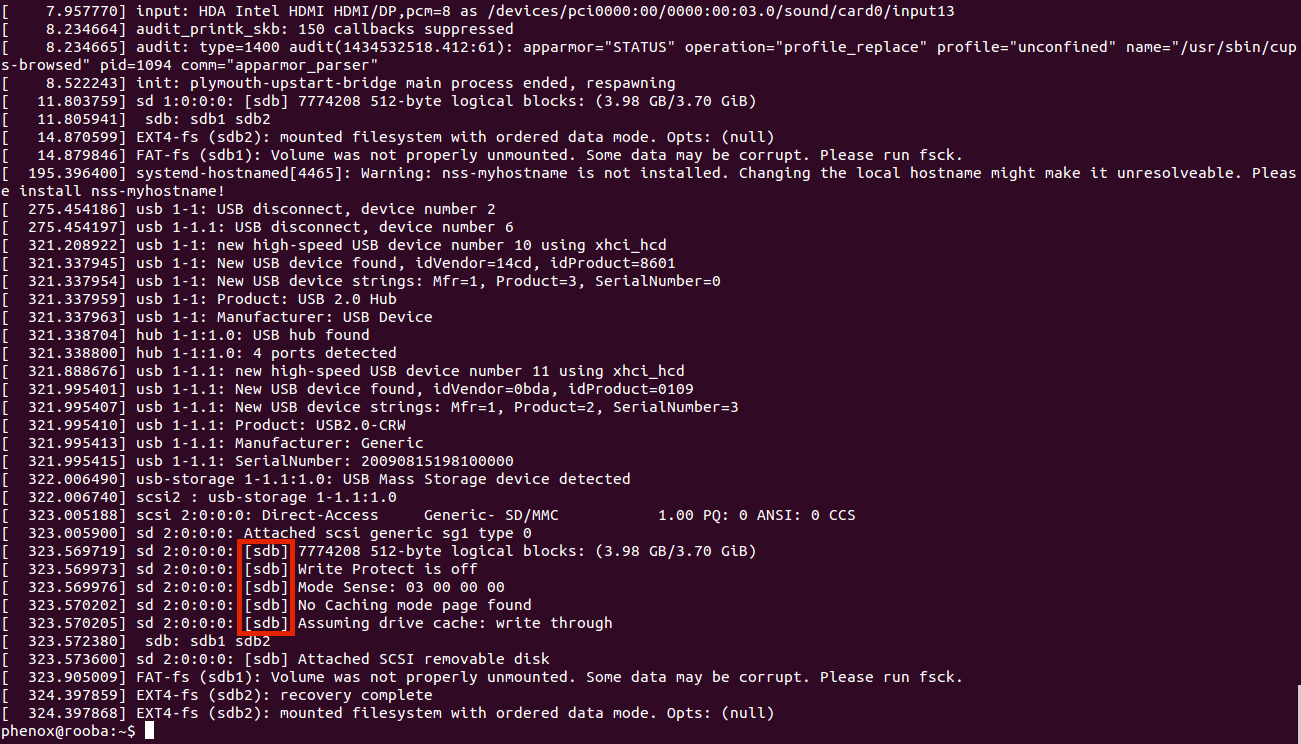 [    7.957770] input: HDA Intel HDMI HDMI/DP,pcm=8 as /devices/pci0000:00/0000:00:03.0/sound/card0/input13
[    8.234664] audit_printk_skb: 150 callbacks suppressed
[    8.234665] audit: type=1400 audit(1434532518.412:61): apparmor="STATUS" operation="profile_replace" profile="unconfined" name="/usr/sbin/cup
s-browsed" pid=1094 comm="apparmor_parser"
[    8.522243] init: plymouth-upstart-bridge main process ended, respawning
[   11.803759] sd 1:0:0:0: [sdb] 7774208 512-byte logical blocks: (3.98 GB/3.70 GiB)
[   11.805941]  sdb: sdb1 sdb2
[   14.870599] EXT4-fs (sdb2): mounted filesystem with ordered data mode. Opts: (null)
[   14.879846] FAT-fs (sdb1): Volume was not properly unmounted. Some data may be corrupt. Please run fsck.
[  195.396400] systemd-hostnamed[4465]: Warning: nss-myhostname is not installed. Changing the local hostname might make it unresolveable. Pleas
e install nss-myhostname!
[  275.454186] usb 1-1: USB disconnect, device number 2
[  275.454197] usb 1-1.1: USB disconnect, device number 6
[  321.208922] usb 1-1: new high-speed USB device number 10 using xhci_hcd
[  321.337945] usb 1-1: New USB device found, idVendor=14cd, idProduct=8601
[  321.337954] usb 1-1: New USB device strings: Mfr=1, Product=3, SerialNumber=0
[  321.337959] usb 1-1: Product: USB 2.0 Hub
[  321.337963] usb 1-1: Manufacturer: USB Device
[  321.338704] hub 1-1:1.0: USB hub found
[  321.338800] hub 1-1:1.0: 4 ports detected
[  321.888676] usb 1-1.1: new high-speed USB device number 11 using xhci_hcd
[  321.995401] usb 1-1.1: New USB device found, idVendor=0bda, idProduct=0109
[  321.995407] usb 1-1.1: New USB device strings: Mfr=1, Product=2, SerialNumber=3
[  321.995410] usb 1-1.1: Product: USB2.0-CRW
[  321.995413] usb 1-1.1: Manufacturer: Generic
[  321.995415] usb 1-1.1: SerialNumber: 20090815198100000
[  322.006490] usb-storage 1-1.1:1.0: USB Mass Storage device detected
[  322.006740] scsi2 : usb-storage 1-1.1:1.0
[  323.005188] scsi 2:0:0:0: Direct-Access     Generic- SD/MMC           1.00 PQ: 0 ANSI: 0 CCS
[  323.005900] sd 2:0:0:0: Attached scsi generic sg1 type 0
[  323.569719] sd 2:0:0:0: [sdb] 7774208 512-byte logical blocks: (3.98 GB/3.70 GiB)
[  323.569973] sd 2:0:0:0: [sdb] Write Protect is off
[  323.569976] sd 2:0:0:0: [sdb] Mode Sense: 03 00 00 00
[  323.570202] sd 2:0:0:0: [sdb] No Caching mode page found
[  323.570205] sd 2:0:0:0: [sdb] Assuming drive cache: write through
[  323.572380]  sdb: sdb1 sdb2
[  323.573600] sd 2:0:0:0: [sdb] Attached SCSI removable disk
[  323.905009] FAT-fs (sdb1): Volume was not properly unmounted. Some data may be corrupt. Please run fsck.
[  324.397859] EXT4-fs (sdb2): recovery complete
[  324.397868] EXT4-fs (sdb2): mounted filesystem with ordered data mode. Opts: (null)
phenox@rooba:~$